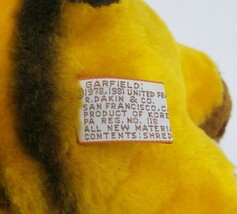 GARFIELD:
©1978,1981 UNITED FEA
R.DAKIN & CO.
SAN FRANCISCO, C
PRODUCT OF KORE
PA REG. NO. 118
ALL NEW MATERI
CONTENTS: SHRED